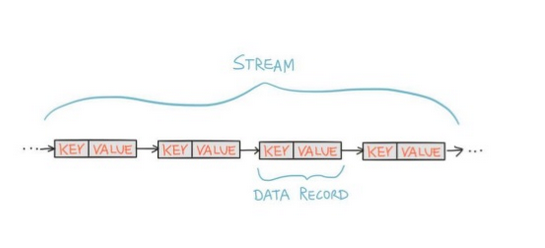 STREAM
... KEY VALUE KEY VALUE KEY VALUE KEY VALUE ...
DATA RECORD